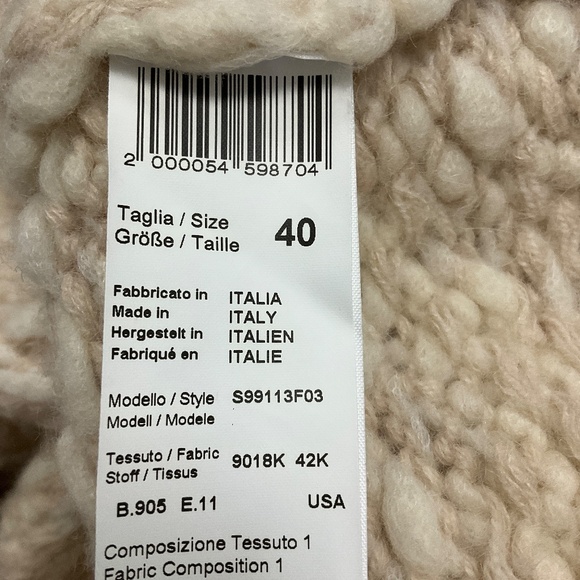 2 000054 598704
Taglia / Size
Größe / Taille 40
Fabbricato in ITALIA
Made in ITALY
Hergestelt in ITALIEN
Fabriqué en ITALIE
Modello / Style S99113F03
Modell / Modele
Tessuto / Fabric 9018K 42K
Stoff / Tissus
B.905 E.11 USA
Composizione Tessuto 1
Fabric Composition 1